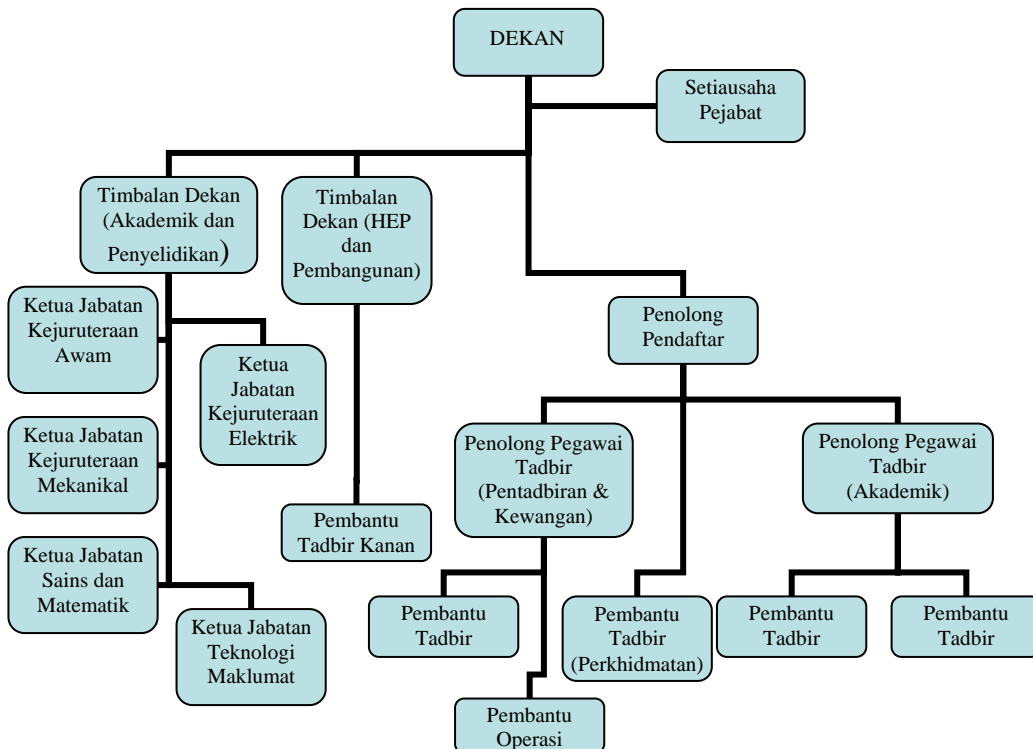 DEKAN
Setiausaha
Pejabat
Timbalan Dekan
(Akademik dan
Penyelidikan)
Timbalan
Dekan (HEP
dan
Pembangunan)
Ketua Jabatan
Kejuruteraan
Awam
Ketua
Jabatan
Kejuruteraan
Elektrik
Penolong
Pendaftar
Ketua Jabatan
Kejuruteraan
Mekanikal
Penolong Pegawai
Tadbir
(Pentadbiran &
Kewangan)
Penolong Pegawai
Tadbir
(Akademik)
Pembantu
Tadbir Kanan
Ketua Jabatan
Sains dan
Matematik
Ketua Jabatan
Teknologi
Maklumat
Pembantu
Tadbir
Pembantu
Tadbir
(Perkhidmatan)
Pembantu
Tadbir
Pembantu
Tadbir
Pembantu
Operasi